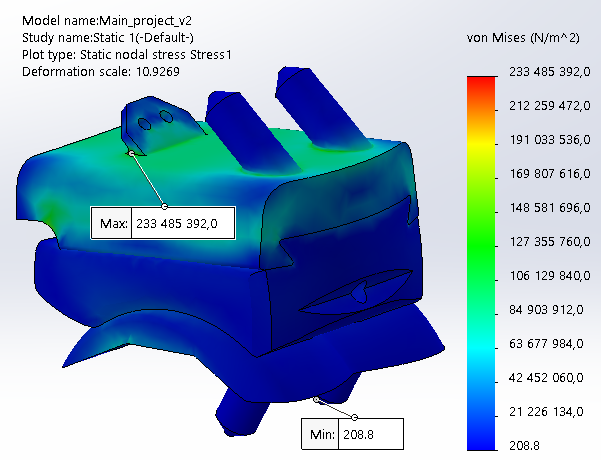 Model name:Main_project_v2
Study name:Static 1(-Default-)
Plot type: Static nodal stress Stress1
Deformation scale: 10.9269
von Mises (N/m^2)
233 485 392,0
212 259 472,0
191 033 536,0
169 807 616,0
148 581 696,0
127 355 760,0
106 129 840,0
84 903 912,0
63 677 984,0
42 452 060,0
21 226 134,0
208.8
Max: 233 485 392,0
Min: 208.8